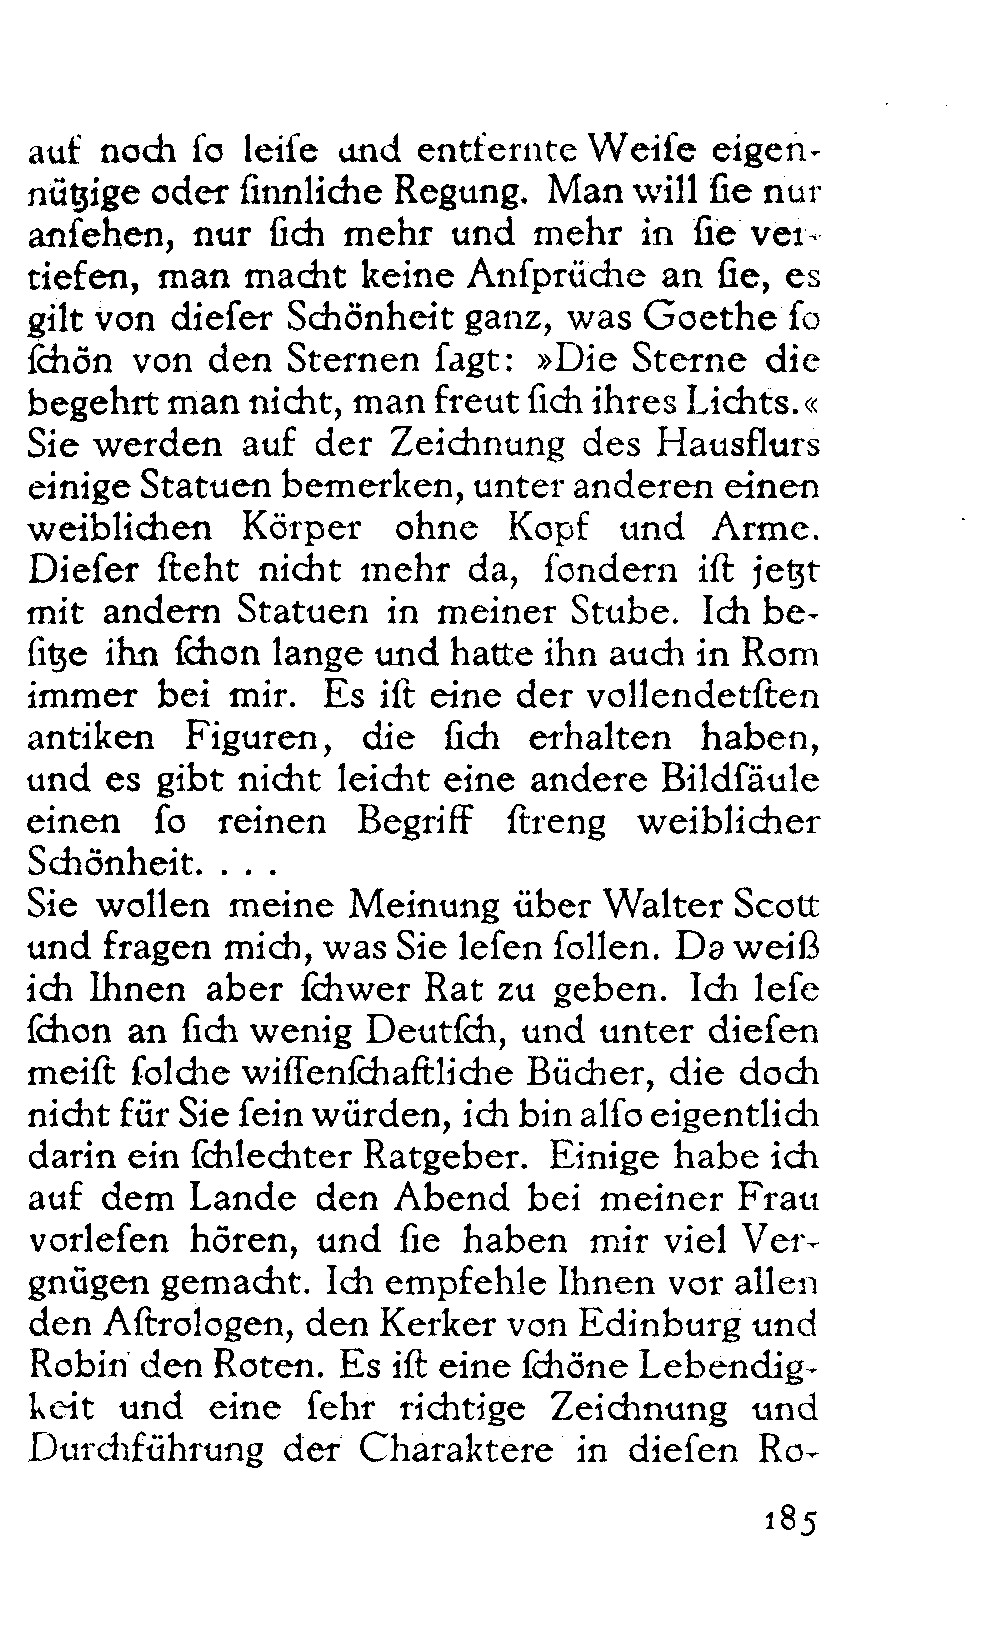 auf noch ſo leiſe und entfernte Weiſe eigen-
nützige oder ſinnliche Regung. Man will ſie nur
anſehen, nur ſich mehr und mehr in ſie ver-
tiefen, man macht keine Anſprüche an ſie, es
gilt von dieſer Schönheit ganz, was Goethe ſo
ſchön von den Sternen ſagt: »Die Sterne die
begehrt man nicht, man freut ſich ihres Lichts.«
Sie werden auf der Zeichnung des Hausflurs
einige Statuen bemerken, unter anderen einen
weiblichen Körper ohne Kopf und Arme.
Dieſer ſteht nicht mehr da, ſondern iſt jetzt
mit andern Statuen in meiner Stube. Ich be-
ſitze ihn ſchon lange und hatte ihn auch in Rom
immer bei mir. Es iſt eine der vollendetſten
antiken Figuren, die ſich erhalten haben,
und es gibt nicht leicht eine andere Bildſäule
einen ſo reinen Begriff ſtreng weiblicher
Schönheit. . . .
Sie wollen meine Meinung über Walter Scott
und fragen mich, was Sie leſen ſollen. Da weiß
ich Ihnen aber ſchwer Rat zu geben. Ich leſe
ſchon an ſich wenig Deutſch, und unter dieſen
meiſt ſolche wiſſenſchaftliche Bücher, die doch
nicht für Sie ſein würden, ich bin alſo eigentlich
darin ein ſchlechter Ratgeber. Einige habe ich
auf dem Lande den Abend bei meiner Frau
vorleſen hören, und ſie haben mir viel Ver-
gnügen gemacht. Ich empfehle Ihnen vor allen
den Aſtrologen, den Kerker von Edinburg und
Robin den Roten. Es iſt eine ſchöne Lebendig-
keit und eine ſehr richtige Zeichnung und
Durchführung der Charaktere in dieſen Ro-
185